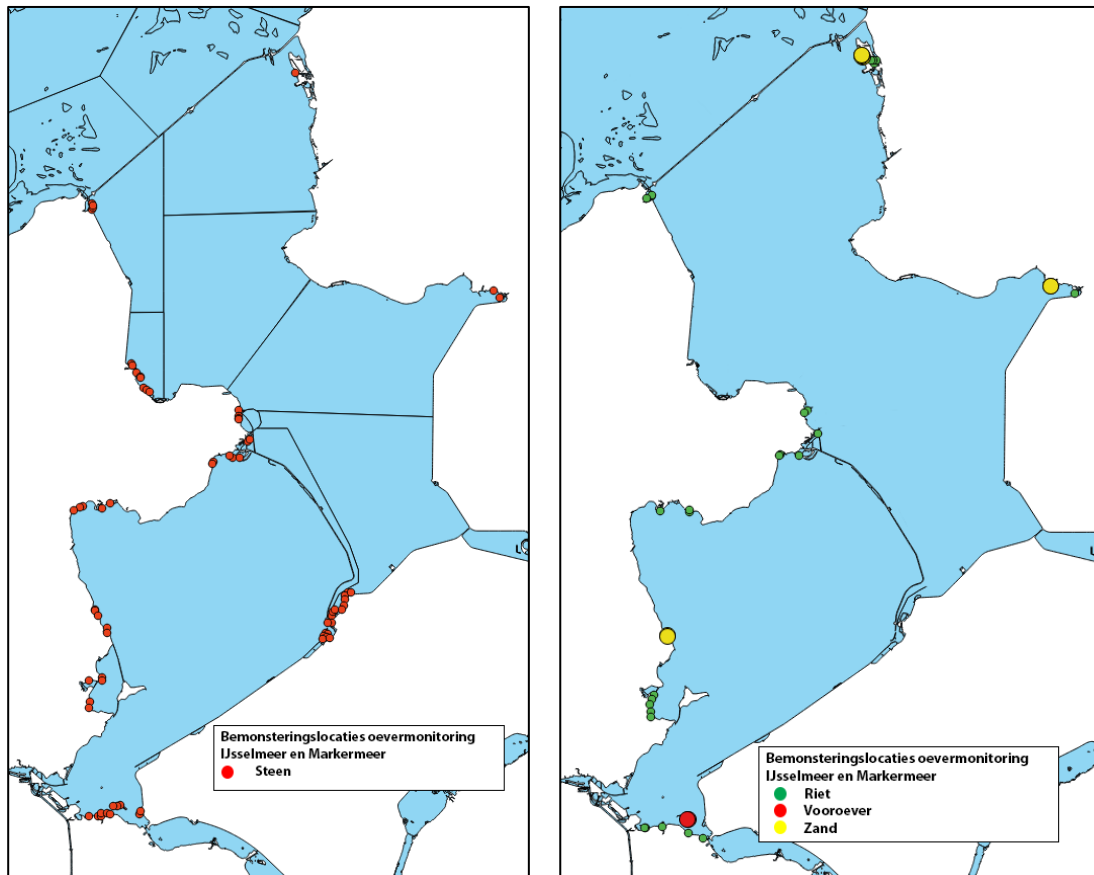 Bemonsteringslocaties oevermonitoring
IJsselmeer en Markermeer
Steen
Bemonsteringslocaties oevermonitoring
IJsselmeer en Markermeer
Riet
Vooroever
Zand